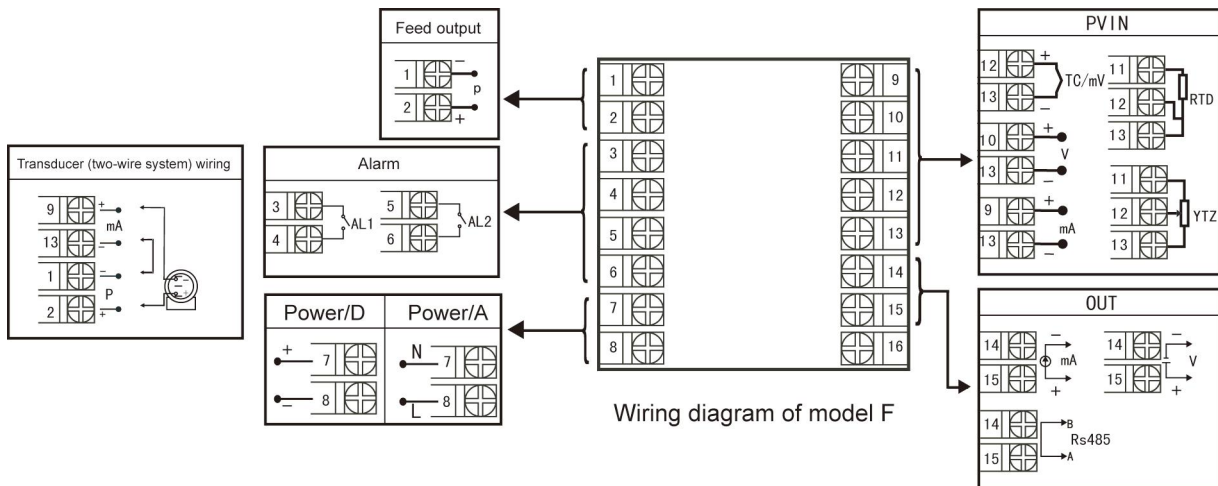 Feed output
1
−
p
2
+
Transducer (two-wire system) wiring
9
+
mA
13
−
1
−
P
2
+
−
+
Alarm
3
4
AL1
5
6
AL2
Power/D
Power/A
+
7
−
8
N
7
L
8
1
2
3
4
5
6
7
8
9
10
11
12
13
14
15
16
Wiring diagram of model F
PVIN
12
+
TC/mV
13
−
10
+
V
13
−
9
+
mA
13
−
11
12
RTD
13
11
12
YTZ
13
OUT
14
−
mA
15
+
14
−
V
15
+
14
B
Rs485
15
A